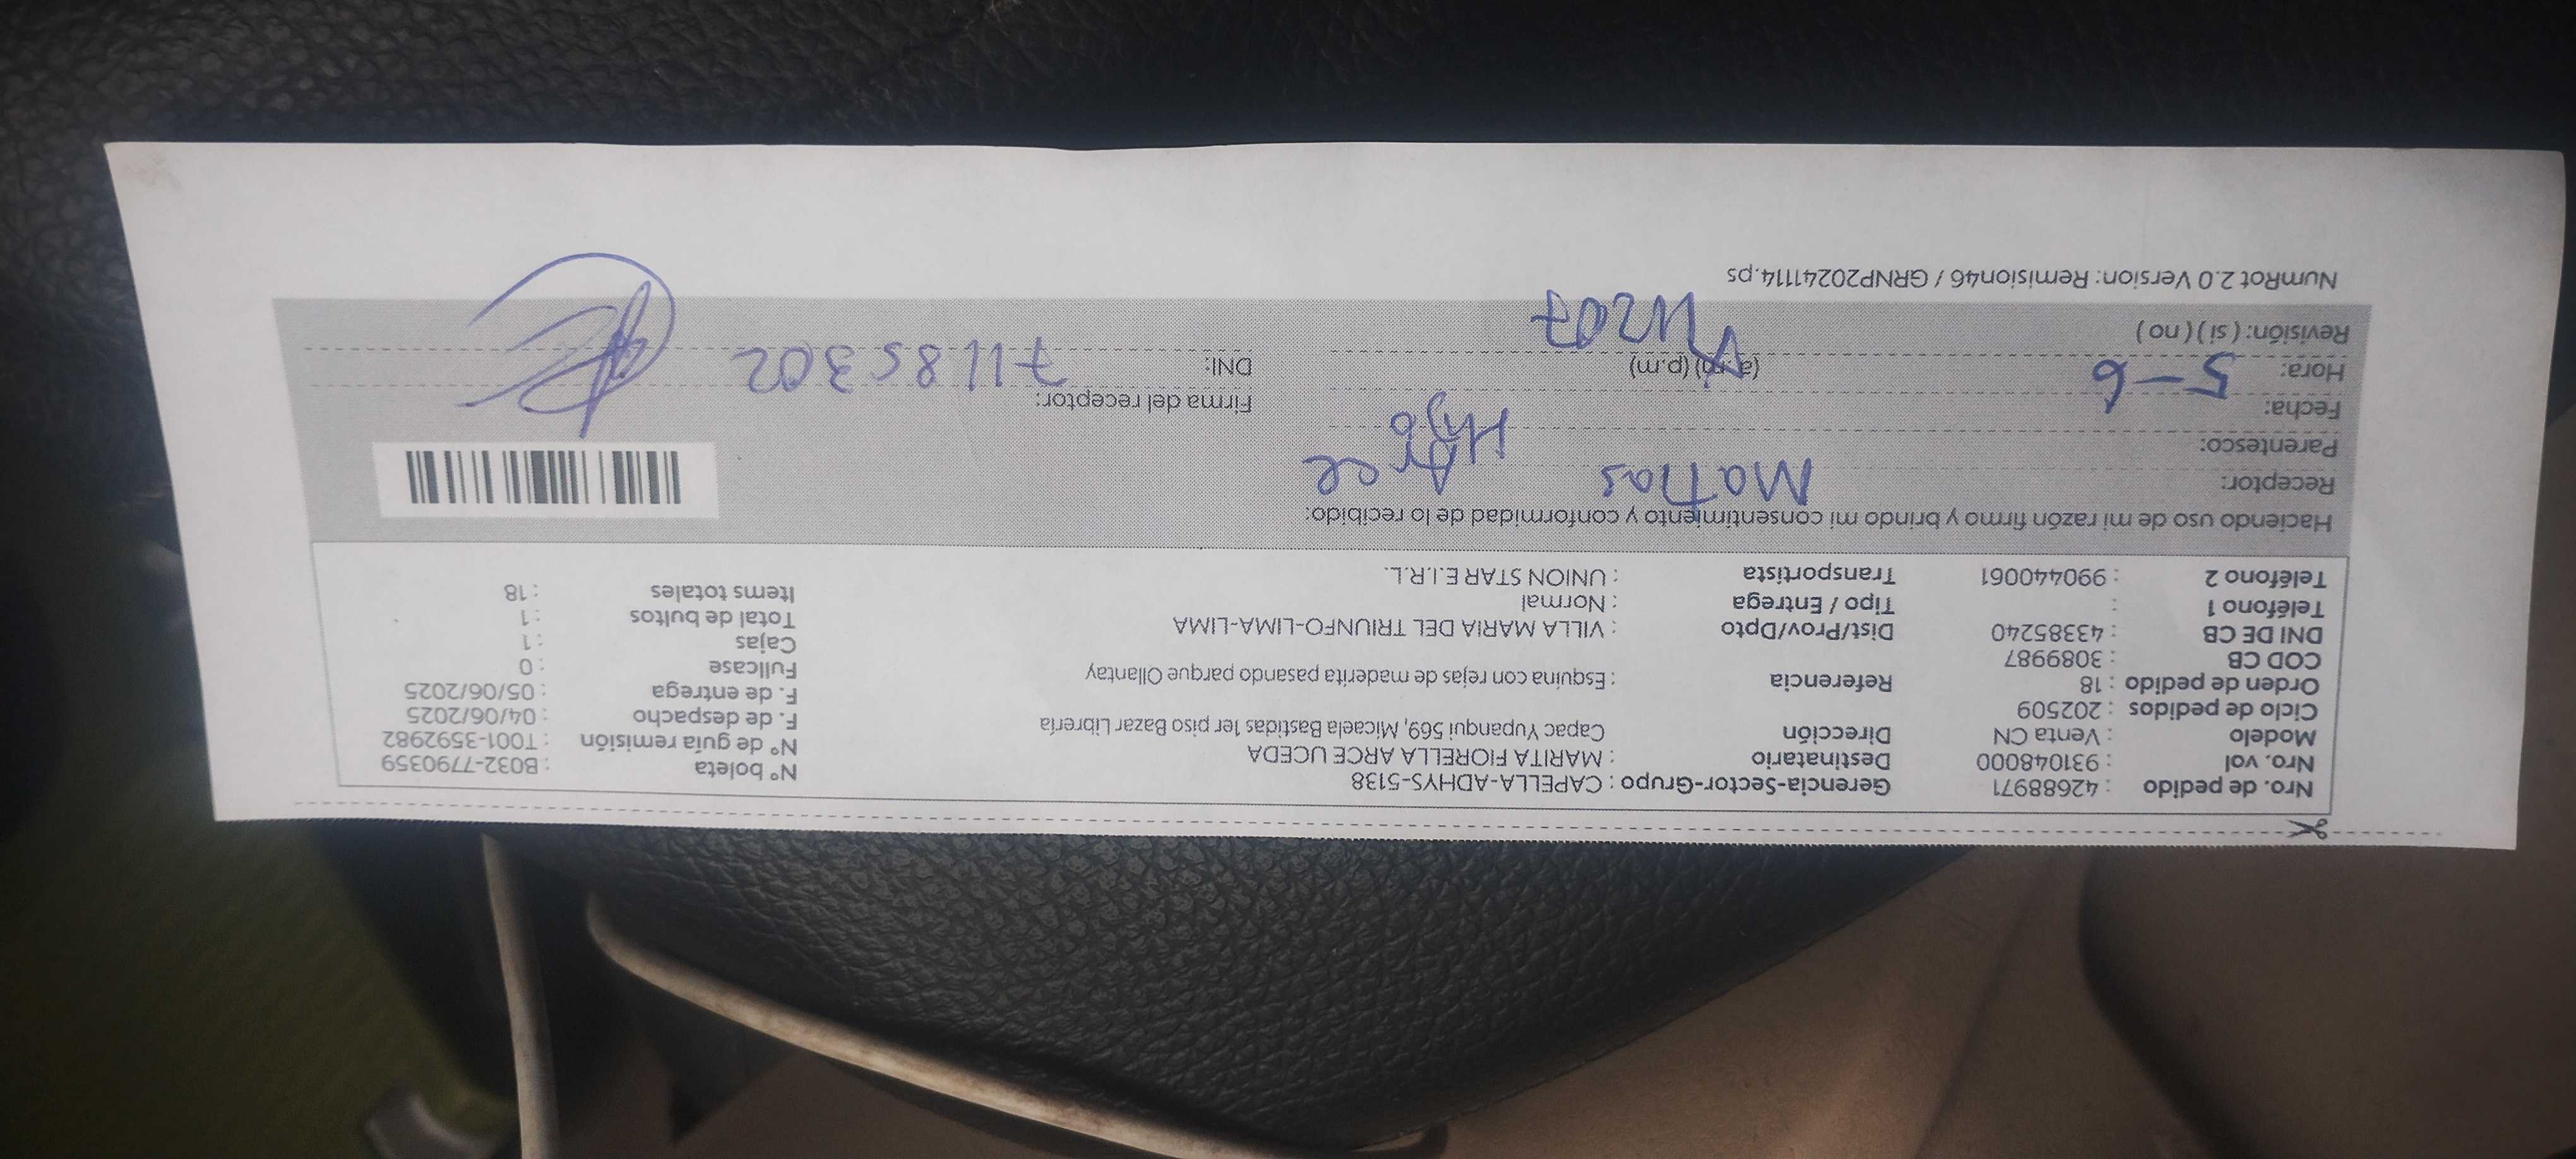 Nro. de pedido : 42688971 Gerencia-Sector-Grupo : CAPELLA-ADHYS-5138 N° boleta : B032-7790359
Nro. vol : 931048000 Destinatario : MARITA FIORELLA ARCE UCEDA N° de guía remisión : T001-3592982
Modelo : Venta CN Dirección Capac Yupanqui 569, Micaela Bastidas 1er piso Bazar Librería F. de despacho : 04/06/2025
Ciclo de pedidos : 202509 F. de entrega : 05/06/2025
Orden de pedido : 18 Referencia : Esquina con rejas de maderita pasando parque Ollantay Fullcase : 0
COD CB : 3089987 Cajas : 1
DNI DE CB : 43385240 Dist/Prov/Dpto : VILLA MARIA DEL TRIUNFO-LIMA-LIMA Total de bultos : 1
Teléfono 1 : Tipo / Entrega : Normal Items totales : 18
Teléfono 2 : 990440061 Transportista : UNION STAR E.I.R.L.
Haciendo uso de mi razón firmo y brindo mi consentimiento y conformidad de lo recibido:
Receptor: Matias Arce
Parentesco: Hijo
Fecha: 5-6 Firma del receptor:
Hora: (a.m) (p.m) DNI: 71185302
Revisión: ( si ) ( no )
NumRot 2.0 Version: Remision46 / GRNP20241114.ps